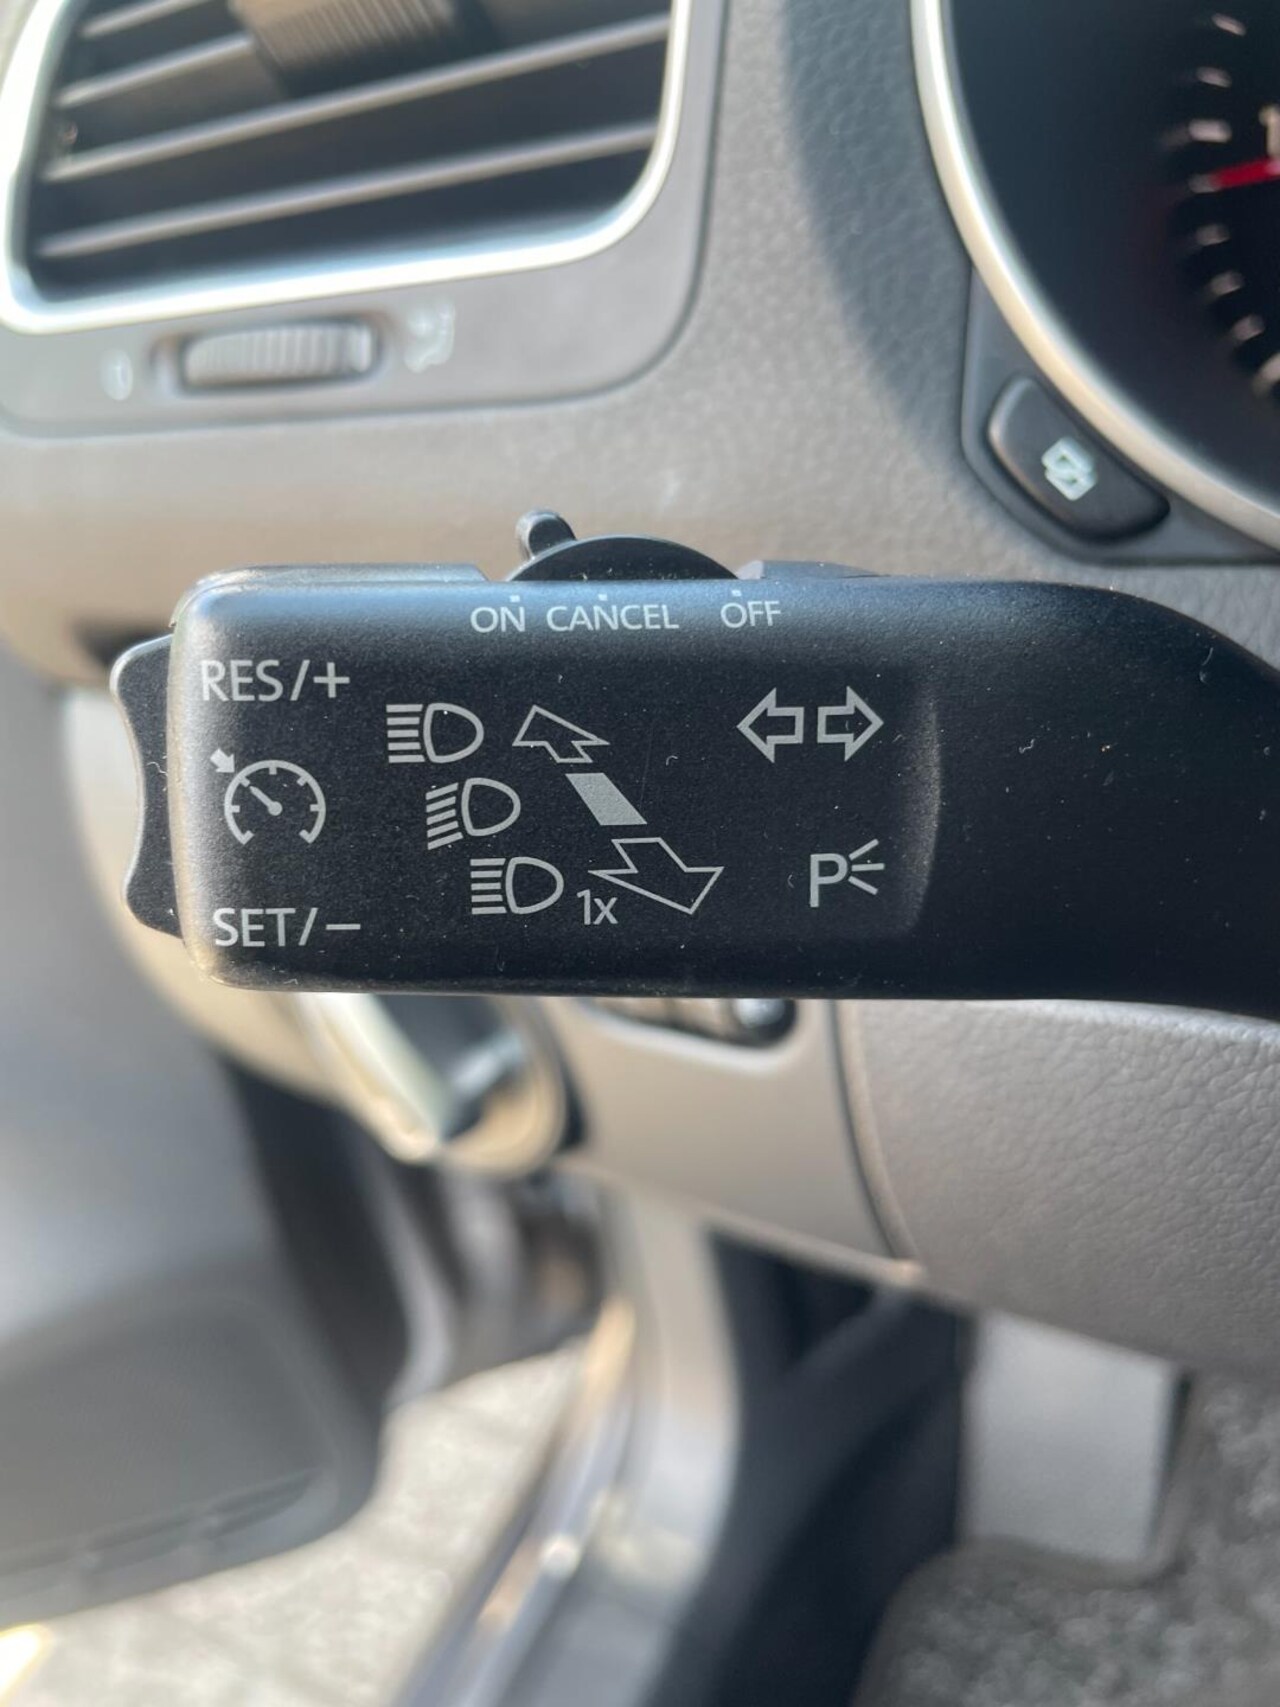 ON CANCEL OFF
RES/+
1x
P
SET/−